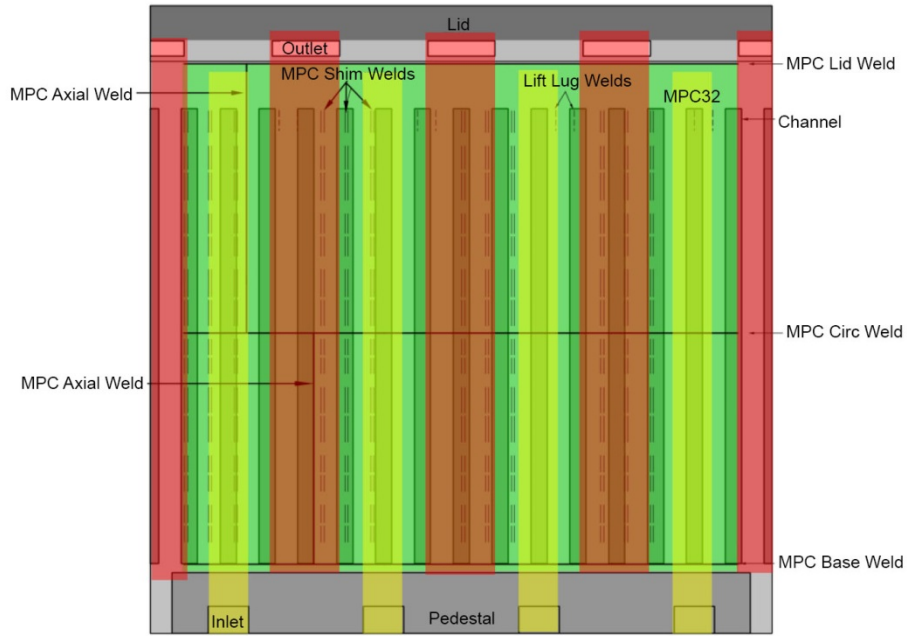 Lid
Outlet
MPC Lid Weld
MPC Shim Welds
Lift Lug Welds
MPC Axial Weld
MPC32
Channel
MPC Circ Weld
MPC Axial Weld
MPC Base Weld
Inlet
Pedestal